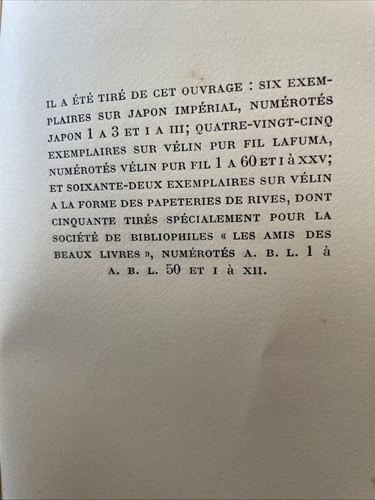 IL A ÉTÉ TIRÉ DE CET OUVRAGE : SIX EXEM-
PLAIRES SUR JAPON IMPÉRIAL, NUMÉROTÉS
JAPON 1 A 3 ET I A III; QUATRE-VINGT-CINQ
EXEMPLAIRES SUR VÉLIN PUR FIL LAFUMA,
NUMÉROTÉS VÉLIN PUR FIL 1 A 60 ET I à XXV;
ET SOIXANTE-DEUX EXEMPLAIRES SUR VÉLIN
A LA FORME DES PAPETERIES DE RIVES, DONT
CINQUANTE TIRÉS SPÉCIALEMENT POUR LA
SOCIÉTÉ DE BIBLIOPHILES « LES AMIS DES
BEAUX LIVRES », NUMÉROTÉS A. B. L. 1 à
A. B. L. 50 ET I à XII.